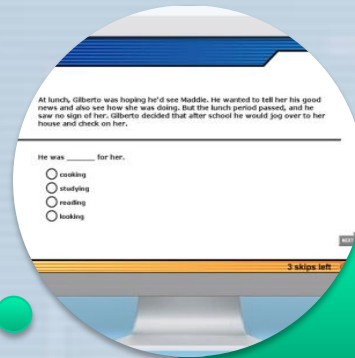 At lunch, Gilberto was hoping he'd see Maddie. He wanted to tell her his good
news and also see how she was doing. But the lunch period passed, and he
saw no sign of her. Gilberto decided that after school he would jog over to her
house and check on her.
He was ______ for her.
cooking
studying
reading
looking
NEXT
3 skips left